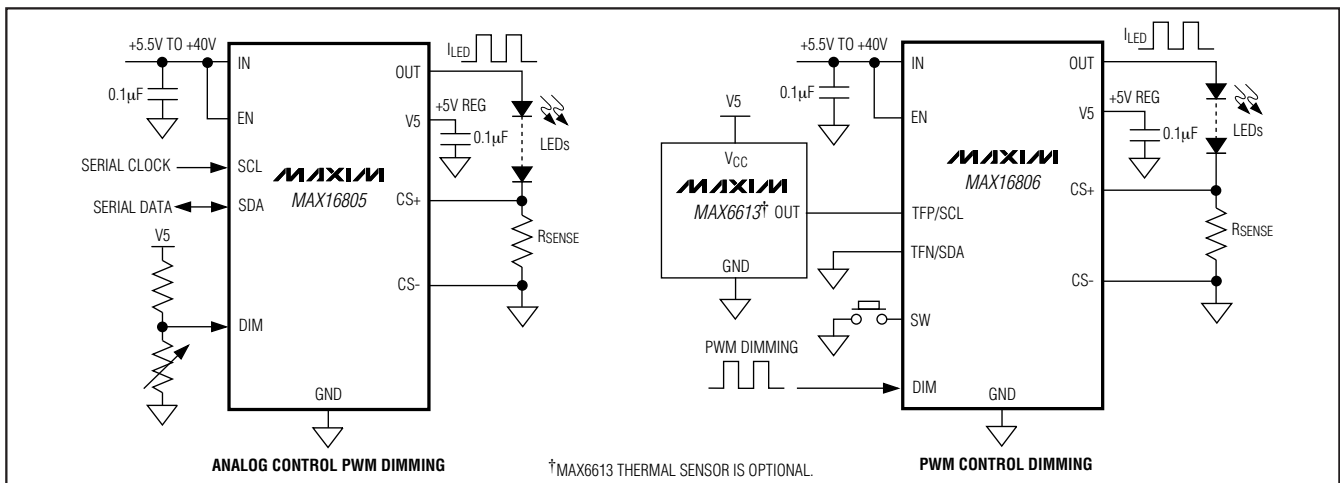 +5.5V TO +40V
IN
0.1μF
EN
SERIAL CLOCK
SCL
SERIAL DATA
SDA
V5
DIM
MAXIM
MAX16805
GND
OUT
ILED
V5
+5V REG
0.1μF
LEDs
CS+
RSENSE
CS-
ANALOG CONTROL PWM DIMMING
V5
VCC
MAXIM
MAX6613† OUT
GND
†MAX6613 THERMAL SENSOR IS OPTIONAL.
+5.5V TO +40V
IN
0.1μF
EN
TFP/SCL
TFN/SDA
SW
PWM DIMMING
DIM
MAXIM
MAX16806
GND
OUT
ILED
V5
+5V REG
0.1μF
LEDs
CS+
RSENSE
CS-
PWM CONTROL DIMMING